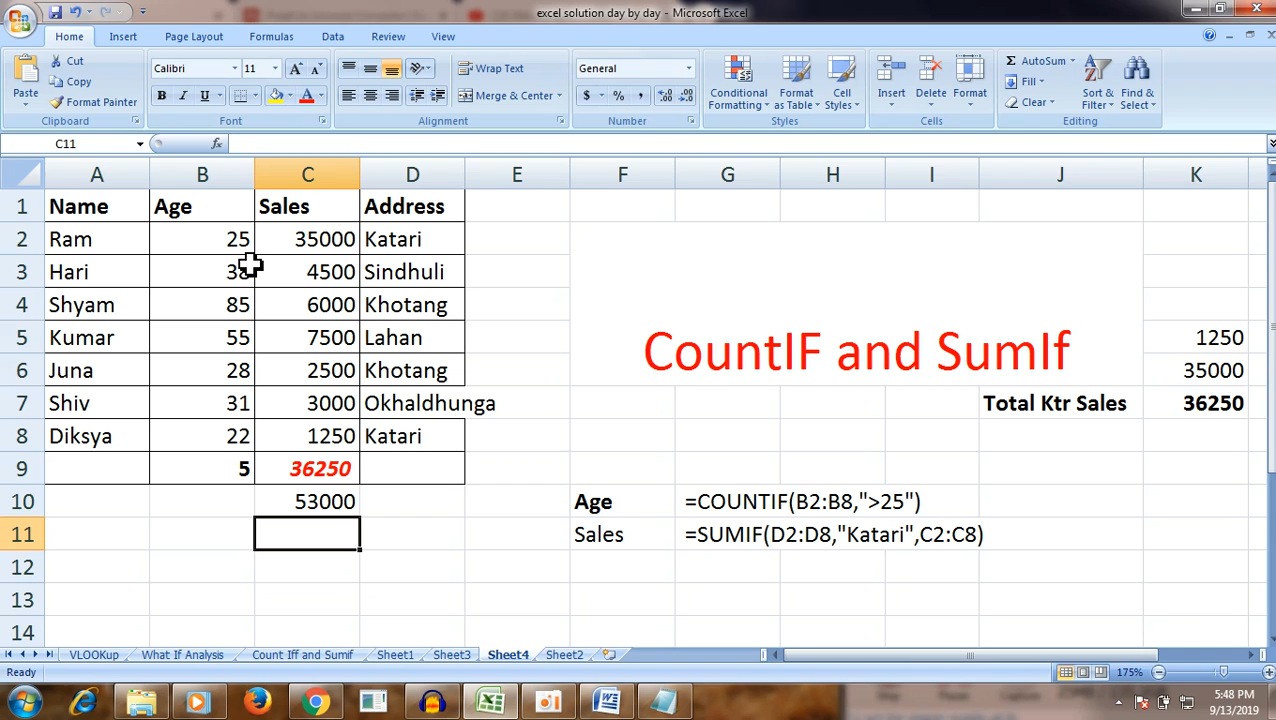 excel solution day by day - Microsoft Excel
Home Insert Page Layout Formulas Data Review View
Paste
Cut
Copy
Format Painter
Clipboard
Calibri 11
B I U
Font
Wrap Text
Merge & Center
Alignment
General
$ % ,
Number
Conditional Formatting
Format as Table
Cell Styles
Styles
Insert
Delete
Format
Cells
Σ AutoSum
Fill
Clear
Sort & Filter
Find & Select
Editing
C11 fx
A B C D E F G H I J K
1 Name Age Sales Address
2 Ram 25 35000 Katari
3 Hari 38 4500 Sindhuli
4 Shyam 85 6000 Khotang
5 Kumar 55 7500 Lahan 1250
CountIF and SumIf
6 Juna 28 2500 Khotang 35000
7 Shiv 31 3000 Okhaldhunga Total Ktr Sales 36250
8 Diksya 22 1250 Katari
9 5 36250
10 53000 Age =COUNTIF(B2:B8,">25")
11 Sales =SUMIF(D2:D8,"Katari",C2:C8)
12
13
14
VLOOKup What If Analysis Count Iff and Sumif Sheet1 Sheet3 Sheet4 Sheet2
Ready 175%
5:48 PM
9/13/2019